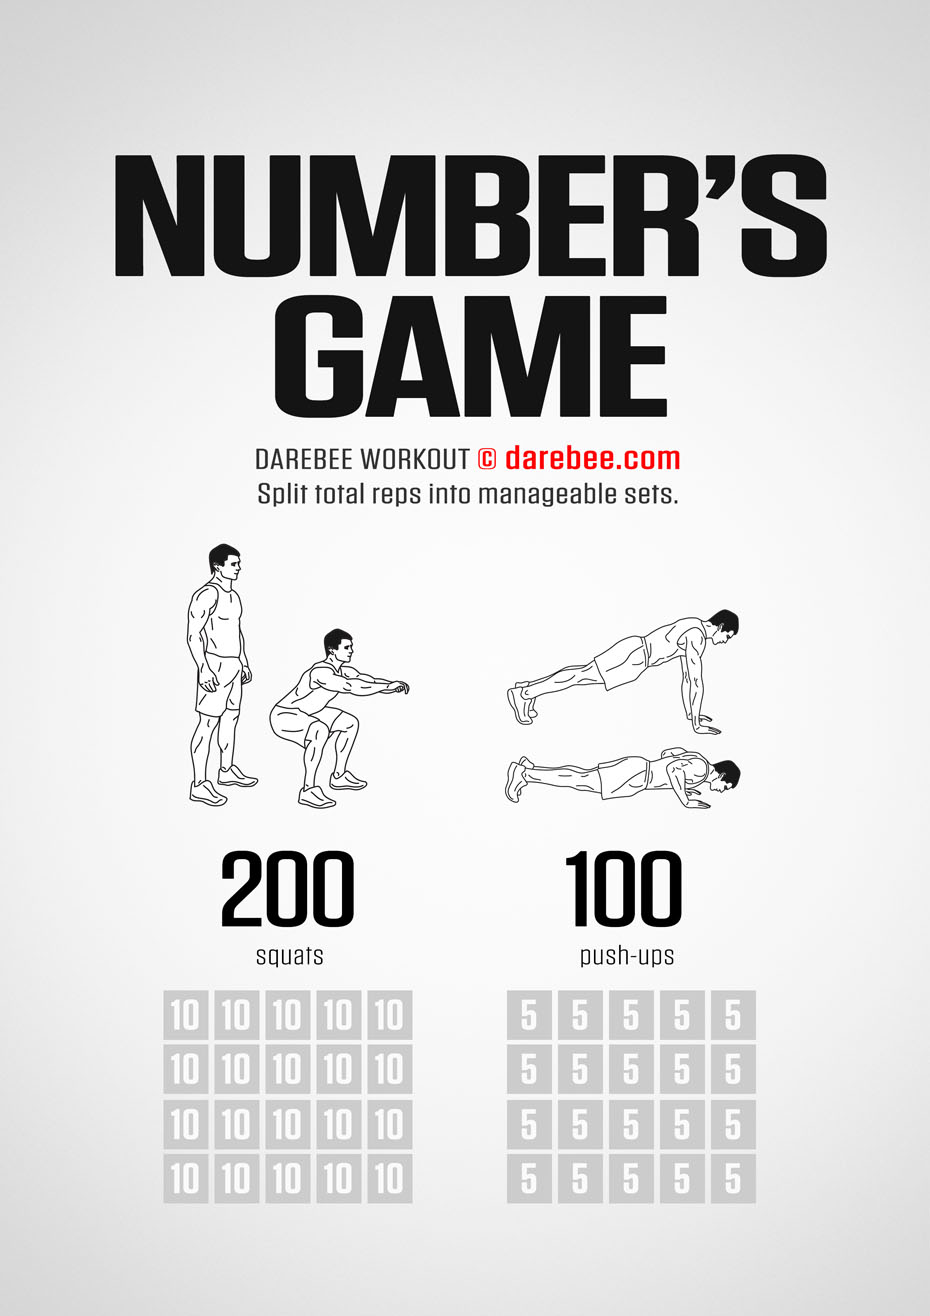 NUMBER'S
GAME
DAREBEE WORKOUT © darebee.com
Split total reps into manageable sets.
200
squats
10 10 10 10 10
10 10 10 10 10
10 10 10 10 10
10 10 10 10 10
100
push-ups
5 5 5 5 5
5 5 5 5 5
5 5 5 5 5
5 5 5 5 5